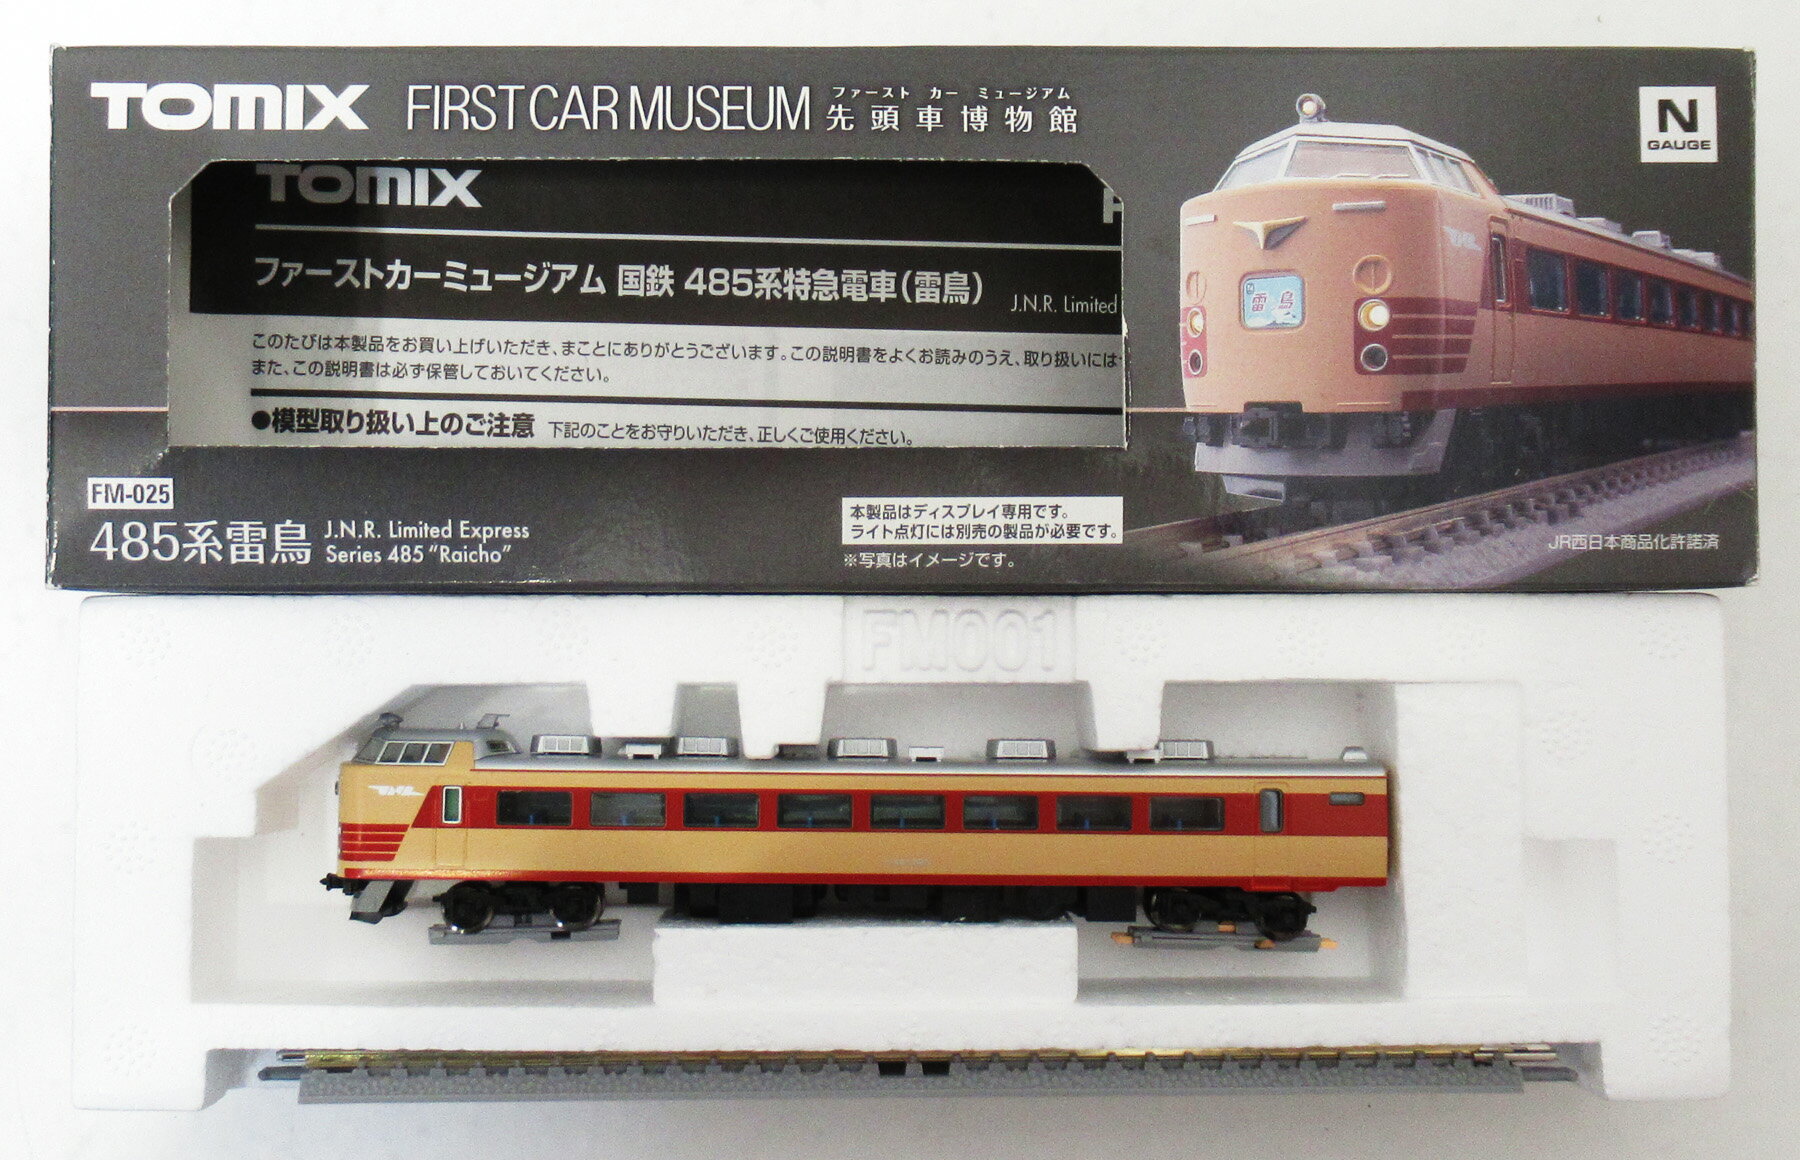 TOMIX FIRST CAR MUSEUM
ファースト カー ミュージアム
先頭車博物館
N
GAUGE
TOMIX
ファーストカーミュージアム 国鉄 485系特急電車(雷鳥)
J.N.R. Limited
このたびは本製品をお買い上げいただき、まことにありがとうございます。この説明書をよくお読みのうえ、取り扱いには
また、この説明書は必ず保管しておいてください。
●模型取り扱い上のご注意 下記のことをお守りいただき、正しくご使用ください。
雷鳥
FM-025
485系雷鳥
J.N.R. Limited Express
Series 485 "Raicho"
本製品はディスプレイ専用です。
ライト点灯には別売の製品が必要です。
※写真はイメージです。
JR西日本商品化許諾済
FM001